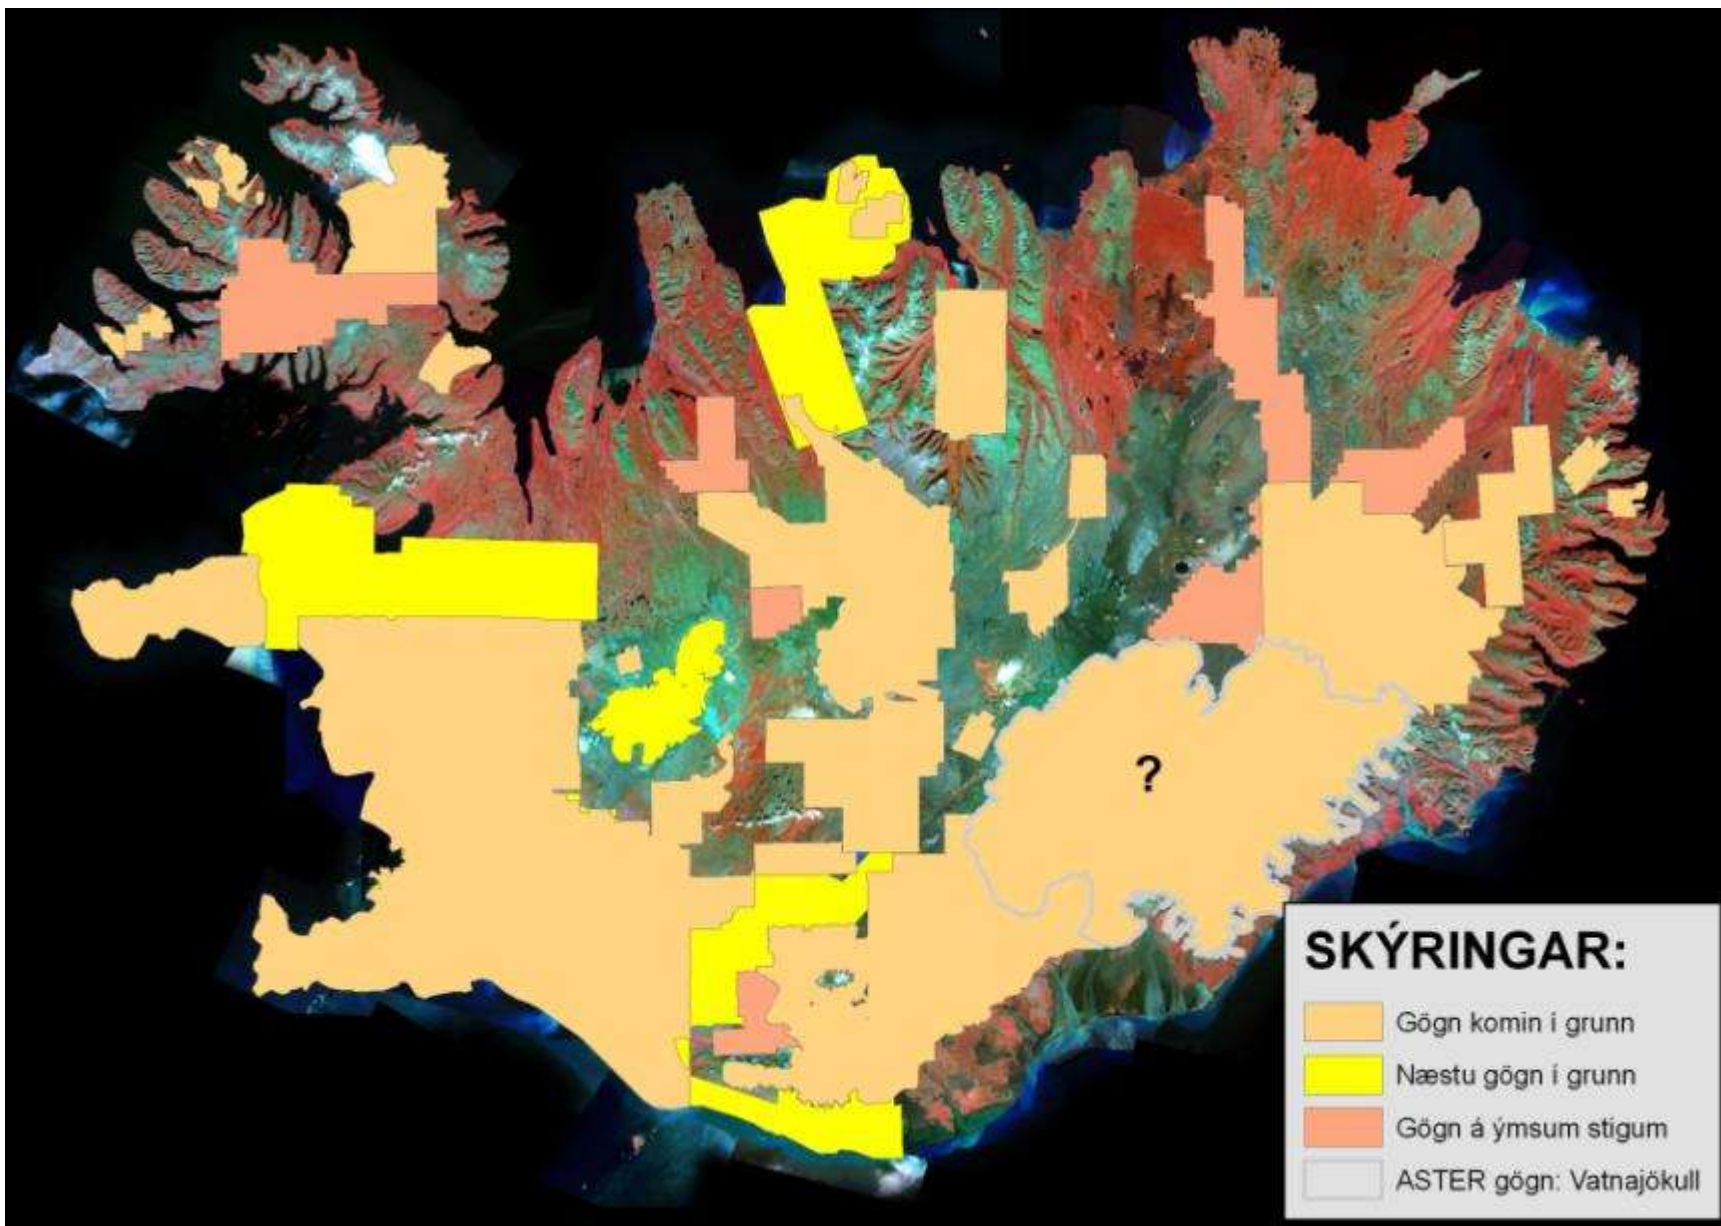 ?
SKÝRINGAR:
Gögn komin í grunn
Næstu gögn í grunn
Gögn á ýmsum stigum
ASTER gögn: Vatnajökull